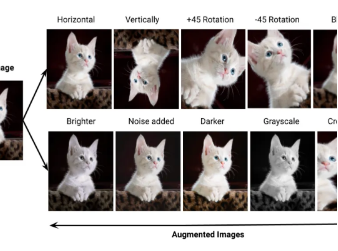 Horizontal Vertically +45 Rotation -45 Rotation
Brighter Noise added Darker Grayscale
Augmented Images